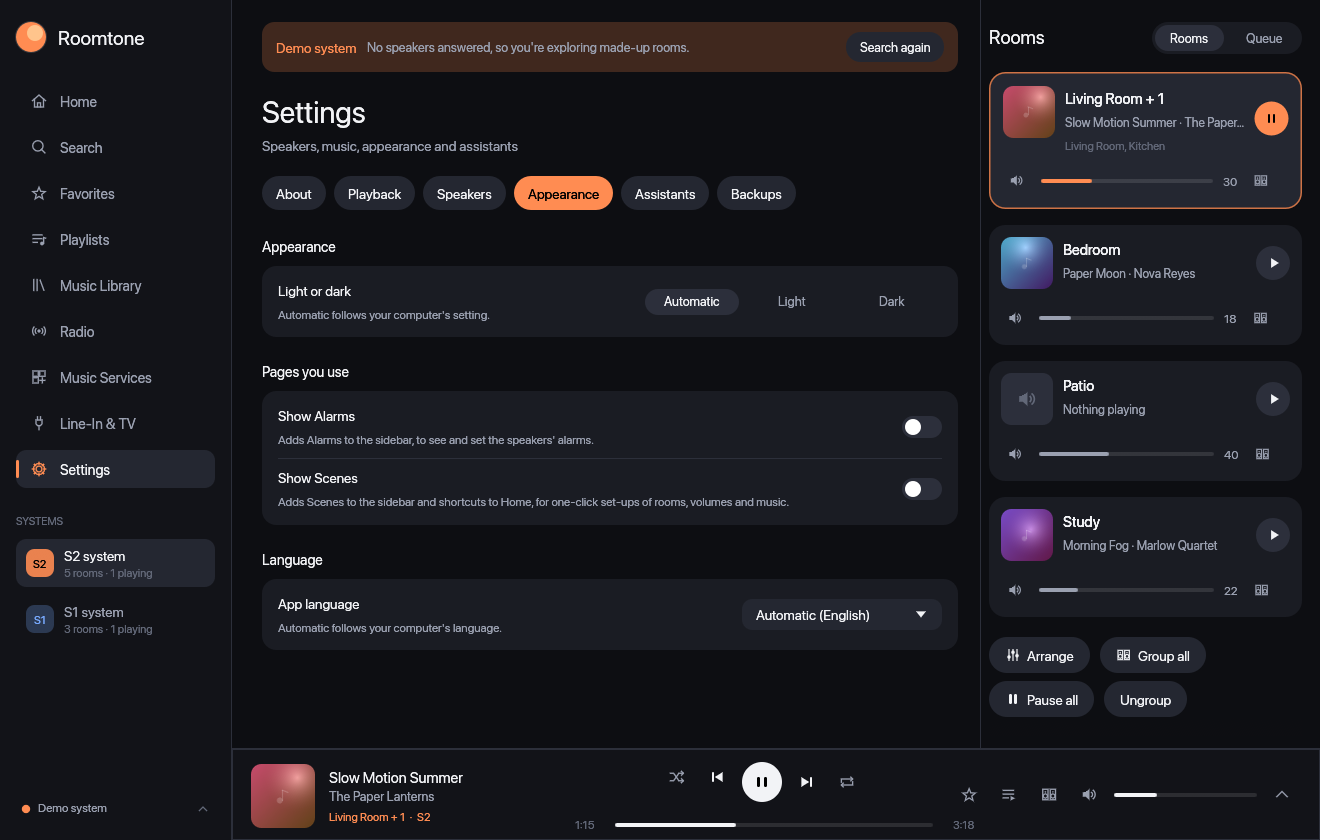 Roomtone
Home
Search
Favorites
Playlists
Music Library
Radio
Music Services
Line-In & TV
Settings
SYSTEMS
S2
S2 system
5 rooms · 1 playing
S1
S1 system
3 rooms · 1 playing
Demo system
Demo system No speakers answered, so you're exploring made-up rooms. Search again
Settings
Speakers, music, appearance and assistants
About Playback Speakers Appearance Assistants Backups
Appearance
Light or dark
Automatic follows your computer's setting.
Automatic Light Dark
Pages you use
Show Alarms
Adds Alarms to the sidebar, to see and set the speakers' alarms.
Show Scenes
Adds Scenes to the sidebar and shortcuts to Home, for one-click set-ups of rooms, volumes and music.
Language
App language
Automatic follows your computer's language.
Automatic (English)
Rooms
Rooms Queue
Living Room + 1
Slow Motion Summer · The Paper...
Living Room, Kitchen
30
Bedroom
Paper Moon · Nova Reyes
18
Patio
Nothing playing
40
Study
Morning Fog · Marlow Quartet
22
Arrange Group all
Pause all Ungroup
Slow Motion Summer
The Paper Lanterns
Living Room + 1 · S2
1:15 3:18